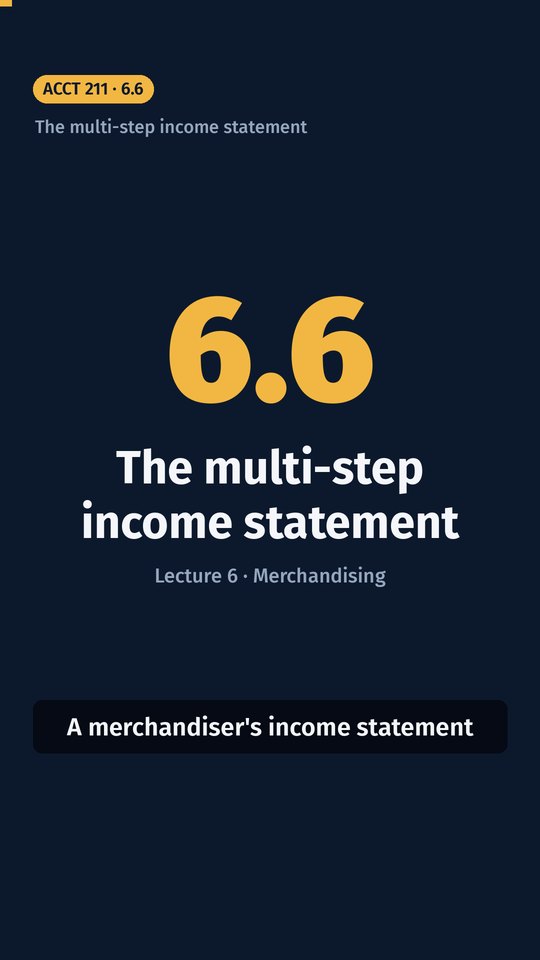 ACCT 211 · 6.6
The multi-step income statement
6.6
The multi-step
income statement
Lecture 6 · Merchandising
A merchandiser's income statement